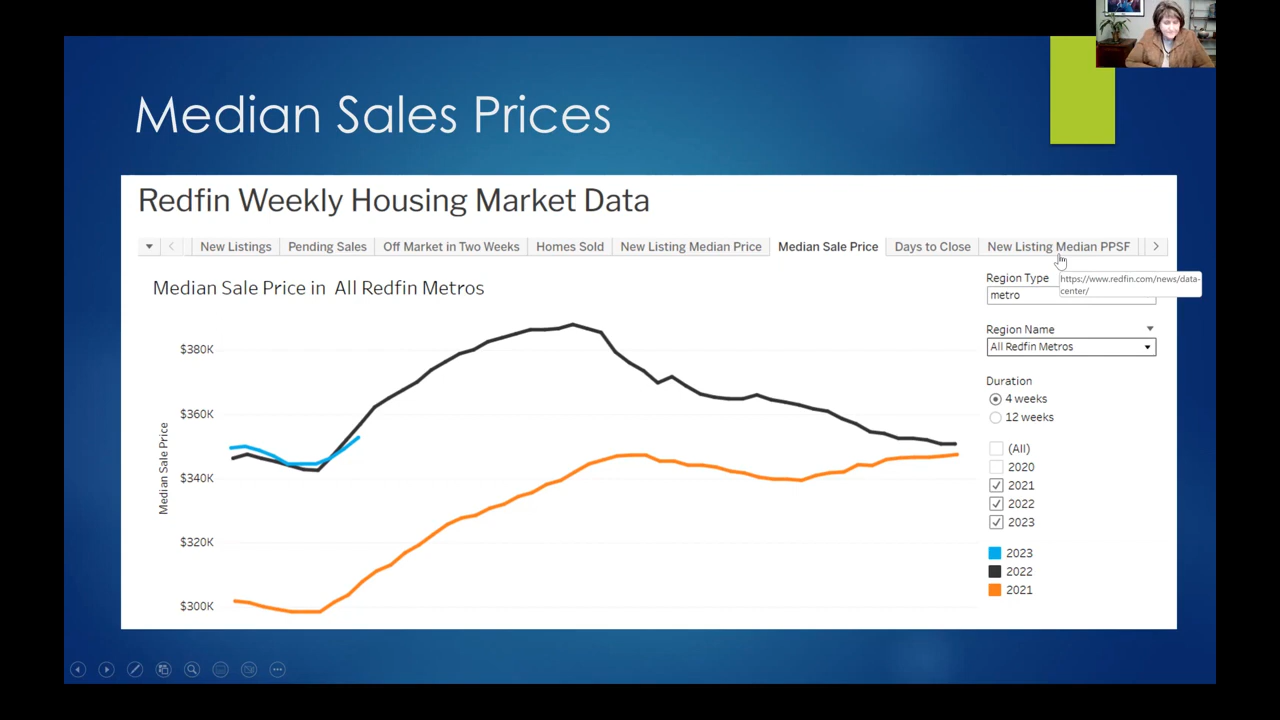 Median Sales Prices
Redfin Weekly Housing Market Data
New Listings
Pending Sales
Off Market in Two Weeks
Homes Sold
New Listing Median Price
Median Sale Price
Days to Close
New Listing Median PPSF
Median Sale Price in All Redfin Metros
Region Type
metro
https://www.redfin.com/news/data-
center/
Region Name
All Redfin Metros
Duration
4 weeks
12 weeks
(All)
2020
2021
2022
2023
2023
2022
2021
Median Sale Price
$380K
$360K
$340K
$320K
$300K